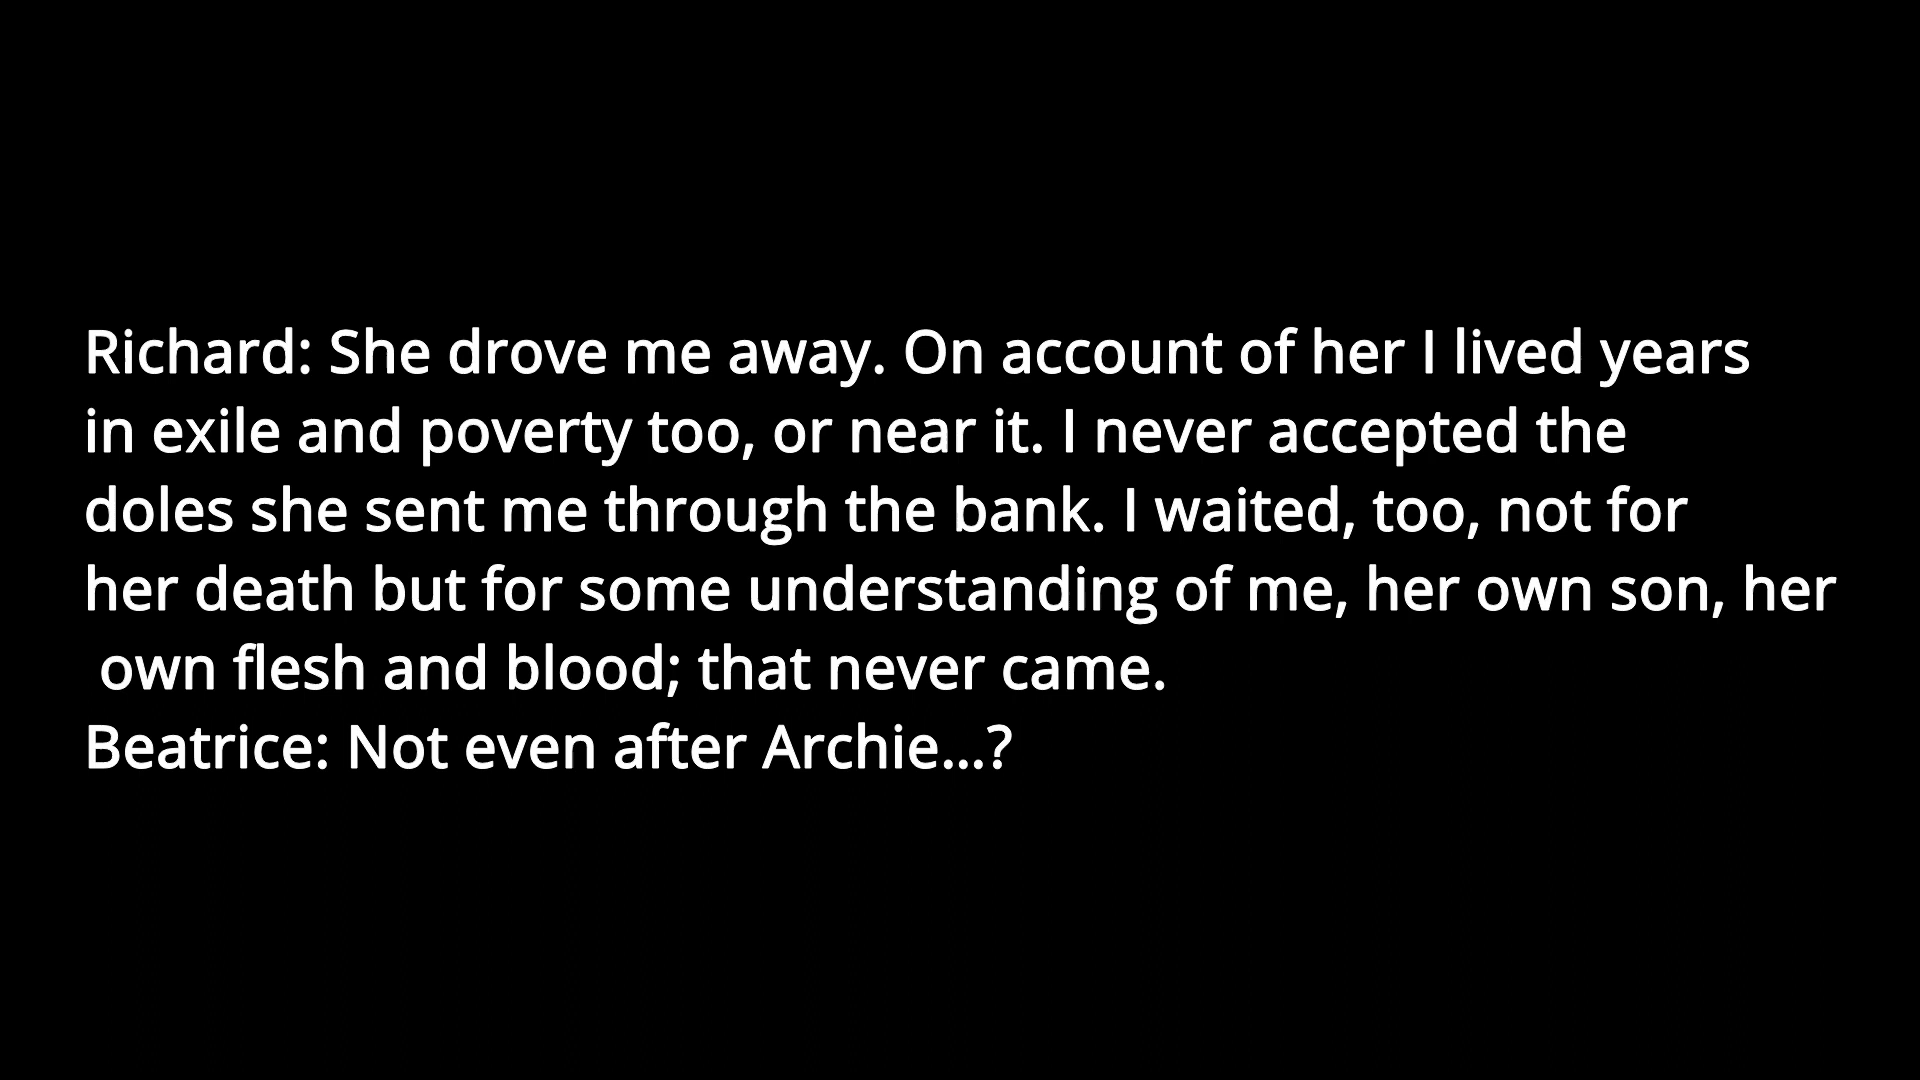 Richard: She drove me away. On account of her I lived years
in exile and poverty too, or near it. I never accepted the
doles she sent me through the bank. I waited, too, not for
her death but for some understanding of me, her own son, her
own flesh and blood; that never came.
Beatrice: Not even after Archie...?